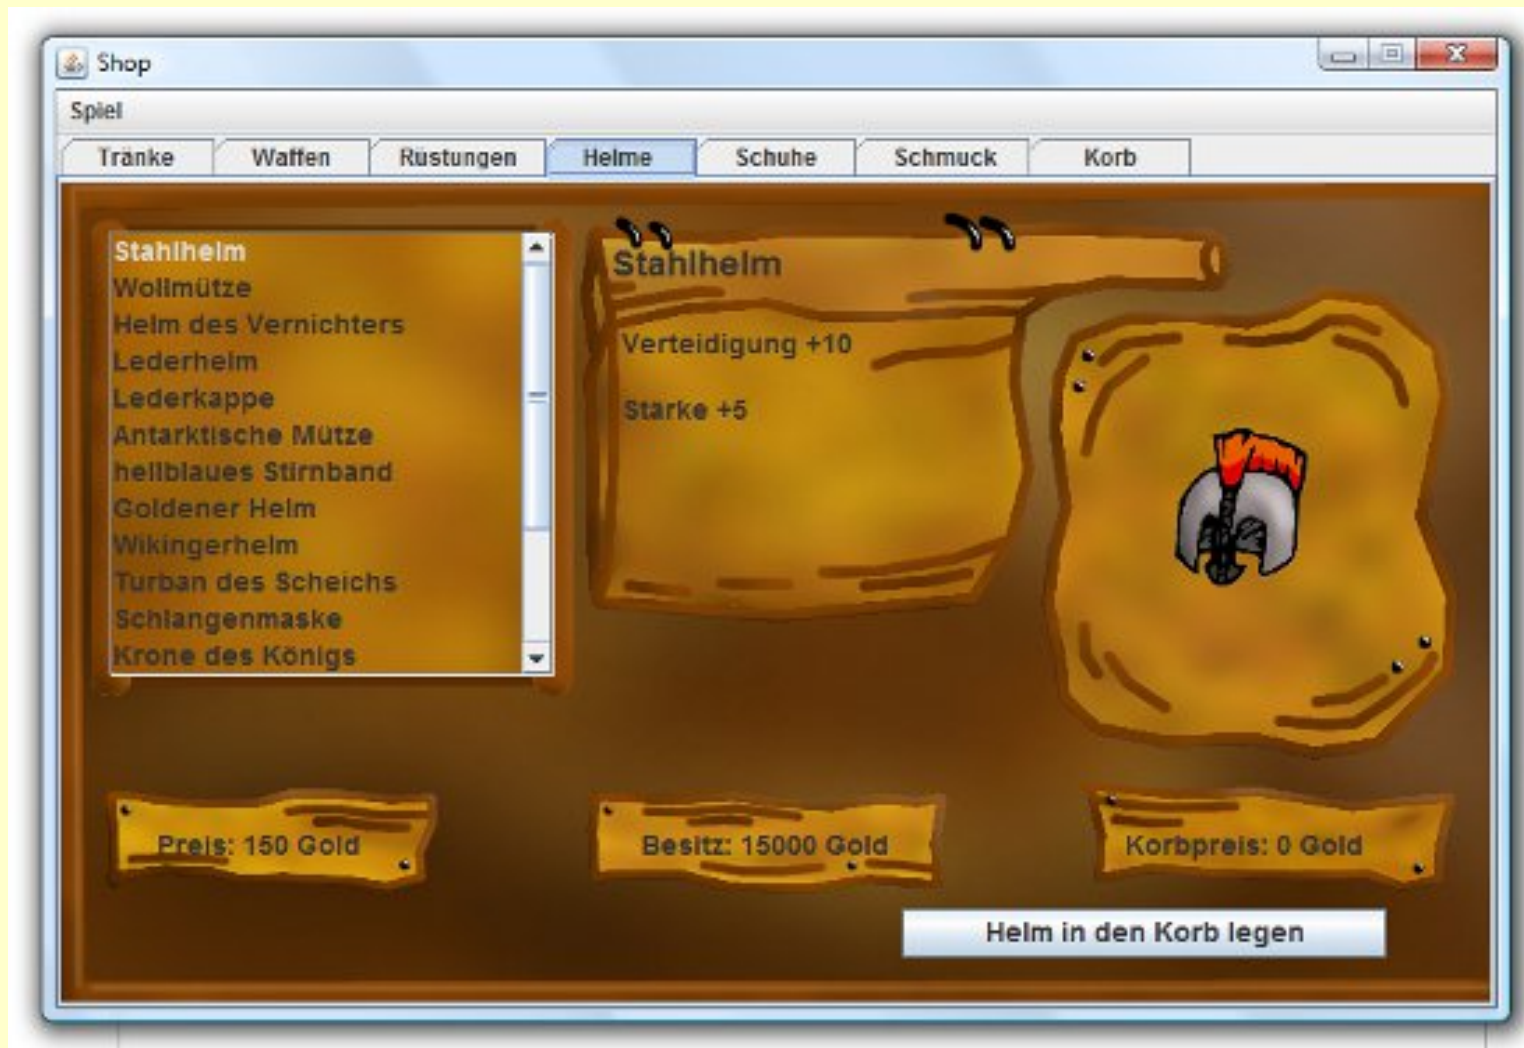 Shop
Spiel
Tränke Waffen Rüstungen Helme Schuhe Schmuck Korb
Stahlhelm
Wollmütze
Helm des Vernichters
Lederhelm
Lederkappe
Antarktische Mütze
hellblaues Stirnband
Goldener Helm
Wikingerhelm
Turban des Scheichs
Schlangenmaske
Krone des Königs
Stahlhelm
Verteidigung +10
Stärke +5
Preis: 150 Gold
Besitz: 15000 Gold
Korbpreis: 0 Gold
Helm in den Korb legen